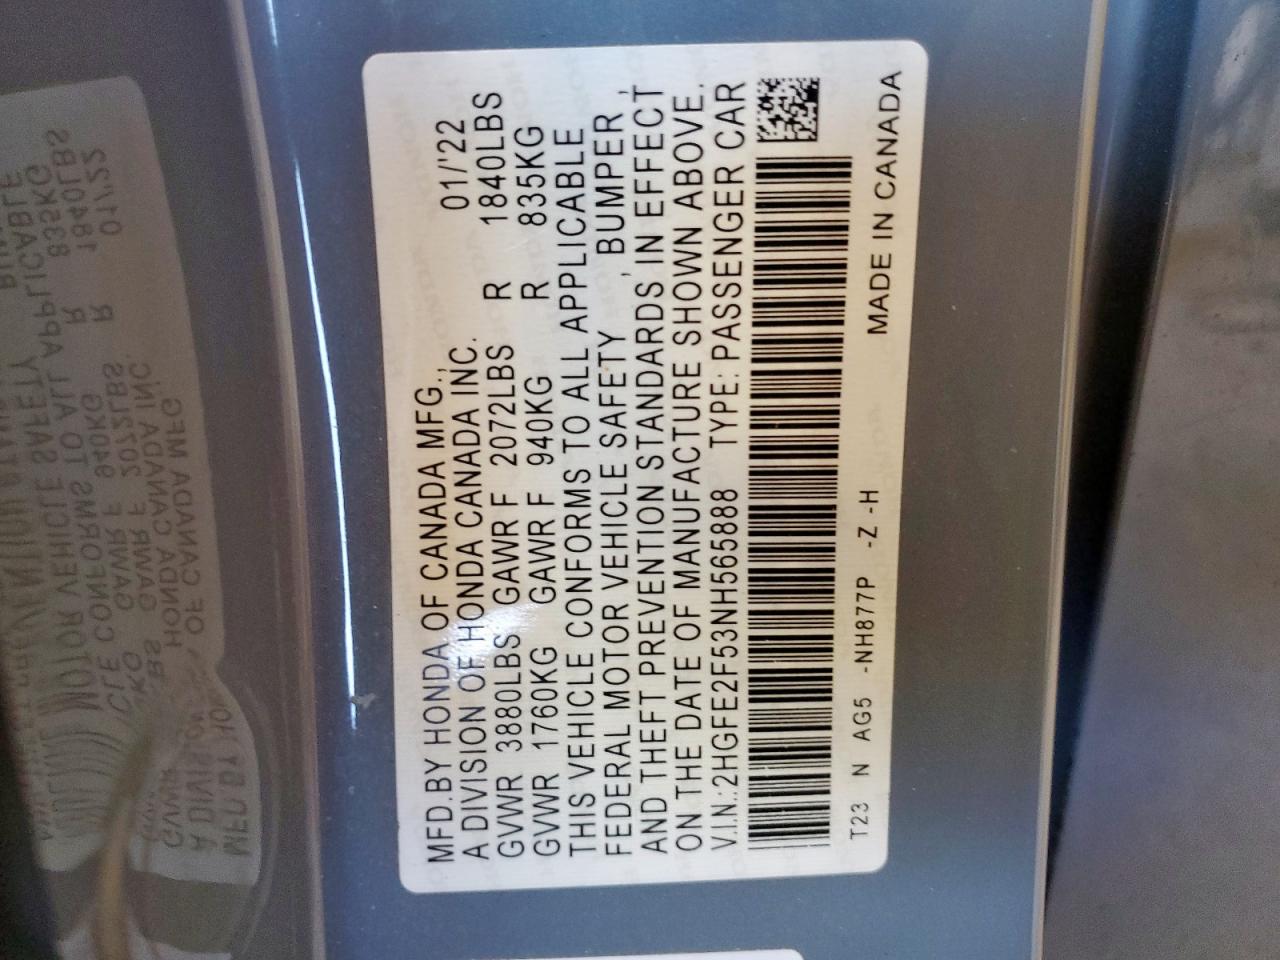 MFD.BY HONDA OF CANADA MFG., 01/'22
A DIVISION OF HONDA CANADA INC.
GVWR 3880LBS GAWR F 2072LBS R 1840LBS
GVWR 1760KG GAWR F 940KG R 835KG
THIS VEHICLE CONFORMS TO ALL APPLICABLE
FEDERAL MOTOR VEHICLE SAFETY , BUMPER ,
AND THEFT PREVENTION STANDARDS, IN EFFECT
ON THE DATE OF MANUFACTURE SHOWN ABOVE.
V.I.N.:2HGFE2F53NH565888 TYPE: PASSENGER CAR
T23 N AG5 -NH877P -Z -H MADE IN CANADA